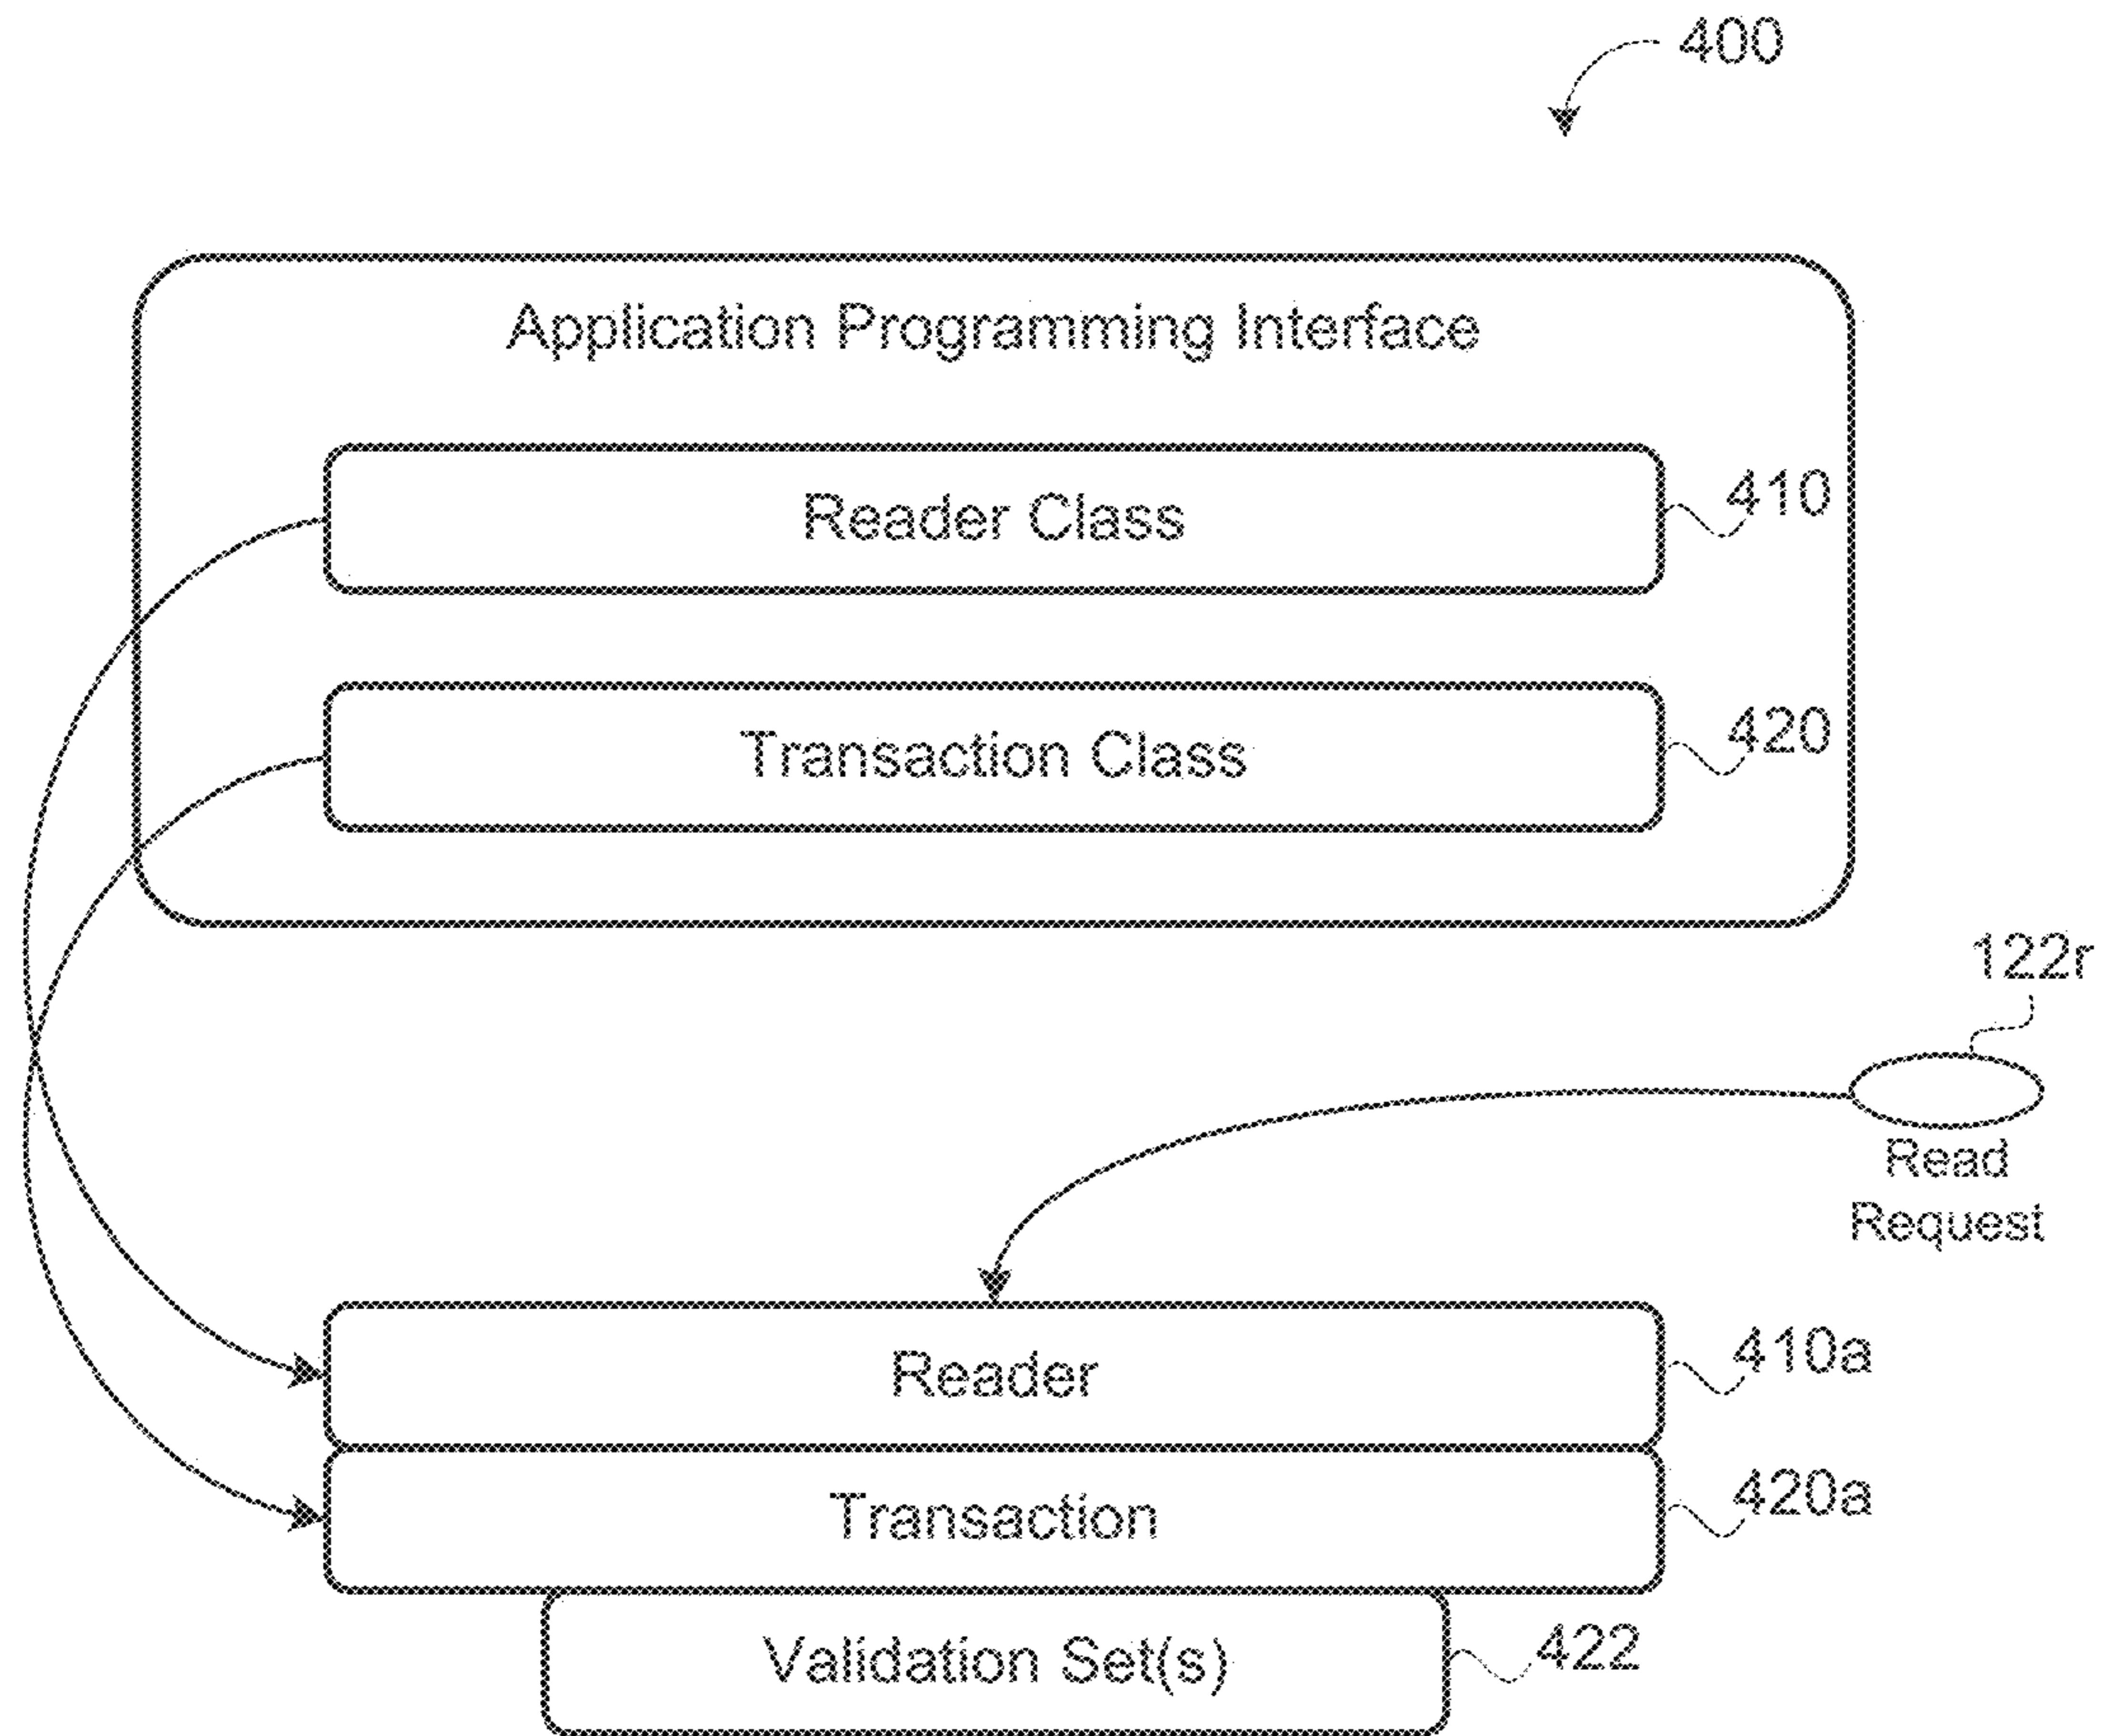 400
Application Programming Interface
Reader Class
410
Transaction Class
420
122r
Read
Request
Reader
410a
Transaction
420a
Validation Set(s)
422